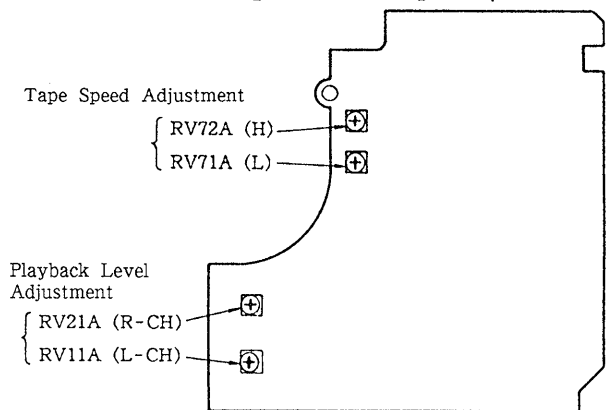 Tape Speed Adjustment
RV72A (H)
RV71A (L)
Playback Level
Adjustment
RV21A (R-CH)
RV11A (L-CH)